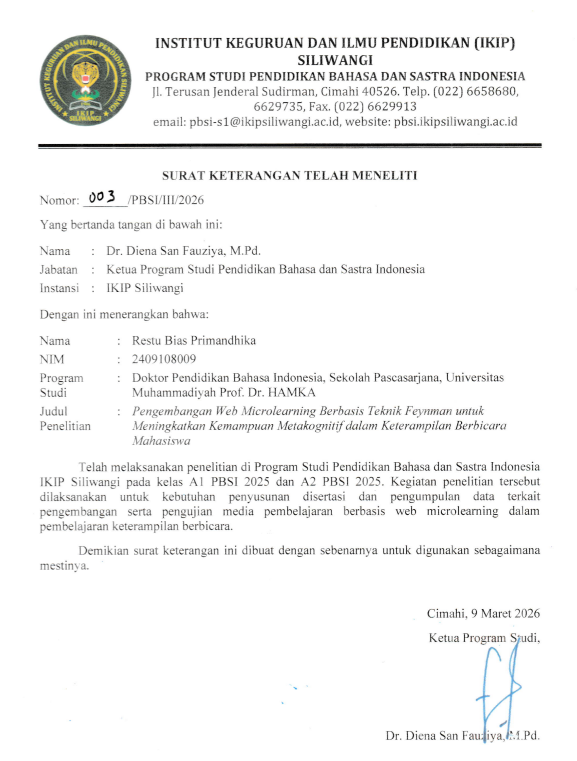 INSTITUT KEGURUAN DAN ILMU PENDIDIKAN (IKIP)
SILIWANGI
PROGRAM STUDI PENDIDIKAN BAHASA DAN SASTRA INDONESIA
Jl. Terusan Jenderal Sudirman, Cimahi 40526. Telp. (022) 6658680,
6629735, Fax. (022) 6629913
email: pbsi-s1@ikipsiliwangi.ac.id, website: pbsi.ikipsiliwangi.ac.id
INSTITUT KEGURUAN DAN ILMU PENDIDIKAN
IKIP
SILIWANGI
SURAT KETERANGAN TELAH MENELITI
Nomor: 003 /PBSI/III/2026
Yang bertanda tangan di bawah ini:
Nama : Dr. Diena San Fauziya, M.Pd.
Jabatan : Ketua Program Studi Pendidikan Bahasa dan Sastra Indonesia
Instansi : IKIP Siliwangi
Dengan ini menerangkan bahwa:
Nama : Restu Bias Primandhika
NIM : 2409108009
Program : Doktor Pendidikan Bahasa Indonesia, Sekolah Pascasarjana, Universitas
Studi Muhammadiyah Prof. Dr. HAMKA
Judul : Pengembangan Web Microlearning Berbasis Teknik Feynman untuk
Penelitian Meningkatkan Kemampuan Metakognitif dalam Keterampilan Berbicara
Mahasiswa
Telah melaksanakan penelitian di Program Studi Pendidikan Bahasa dan Sastra Indonesia
IKIP Siliwangi pada kelas A1 PBSI 2025 dan A2 PBSI 2025. Kegiatan penelitian tersebut
dilaksanakan untuk kebutuhan penyusunan disertasi dan pengumpulan data terkait
pengembangan serta pengujian media pembelajaran berbasis web microlearning dalam
pembelajaran keterampilan berbicara.
Demikian surat keterangan ini dibuat dengan sebenarnya untuk digunakan sebagaimana
mestinya.
Cimahi, 9 Maret 2026
Ketua Program Studi,
Dr. Diena San Fauziya, M.Pd.